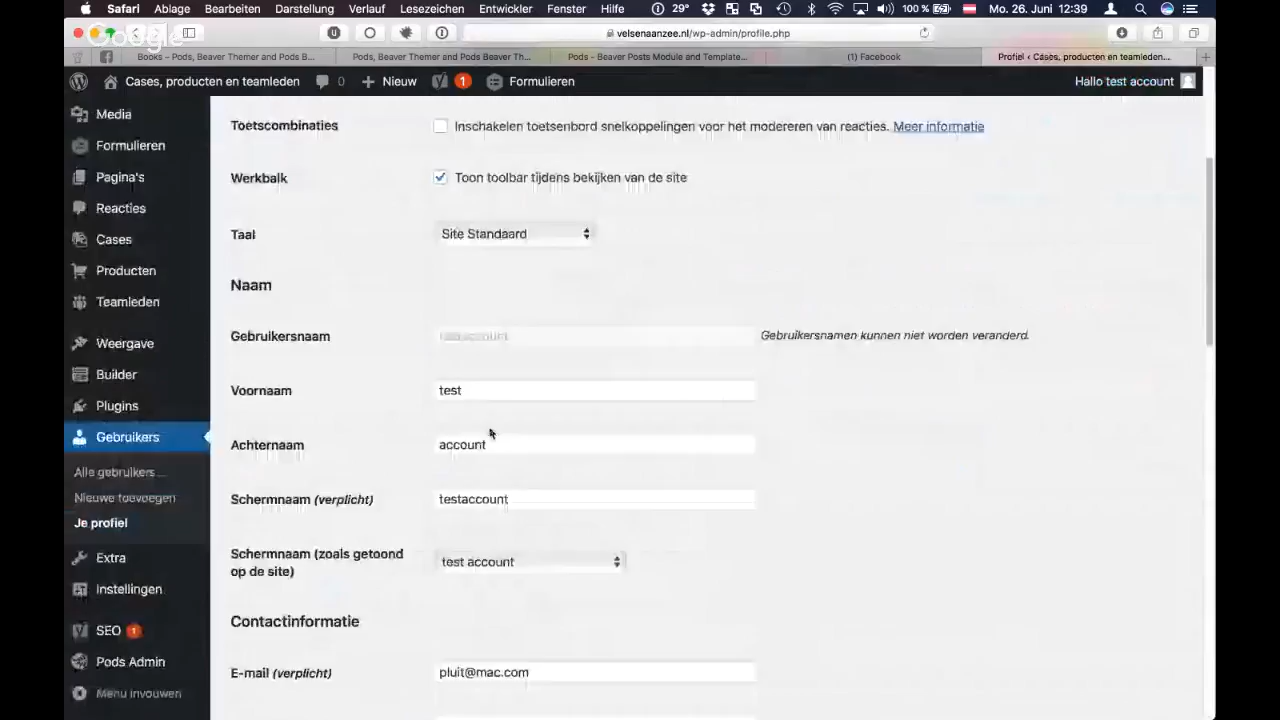 Safari Ablage Bearbeiten Darstellung Verlauf Lesezeichen Entwickler Fenster Hilfe 29° 100 % Mo. 26. Juni 12:39
Google
velsenaanzee.nl/wp-admin/profile.php
Books – Pods, Beaver Themer and Pods B... Pods, Beaver Themer and Pods Beaver Th... Pods - Beaver Posts Module and Template... (1) Facebook Profiel ‹ Cases, producten en teamleden...
Cases, producten en teamleden 0 Nieuw 1 Formulieren Hallo test account
Media
Formulieren
Pagina's
Reacties
Cases
Producten
Teamleden
Weergave
Builder
Plugins
Gebruikers
Alle gebruikers
Nieuwe toevoegen
Je profiel
Extra
Instellingen
SEO 1
Pods Admin
Menu invouwen
Toetscombinaties Inschakelen toetsenbord snelkoppelingen voor het modereren van reacties. Meer informatie
Werkbalk Toon toolbar tijdens bekijken van de site
Taal Site Standaard
Naam
Gebruikersnaam testaccount Gebruikersnamen kunnen niet worden veranderd.
Voornaam test
Achternaam account
Schermnaam (verplicht) testaccount
Schermnaam (zoals getoond
op de site) test account
Contactinformatie
E-mail (verplicht) pluit@mac.com